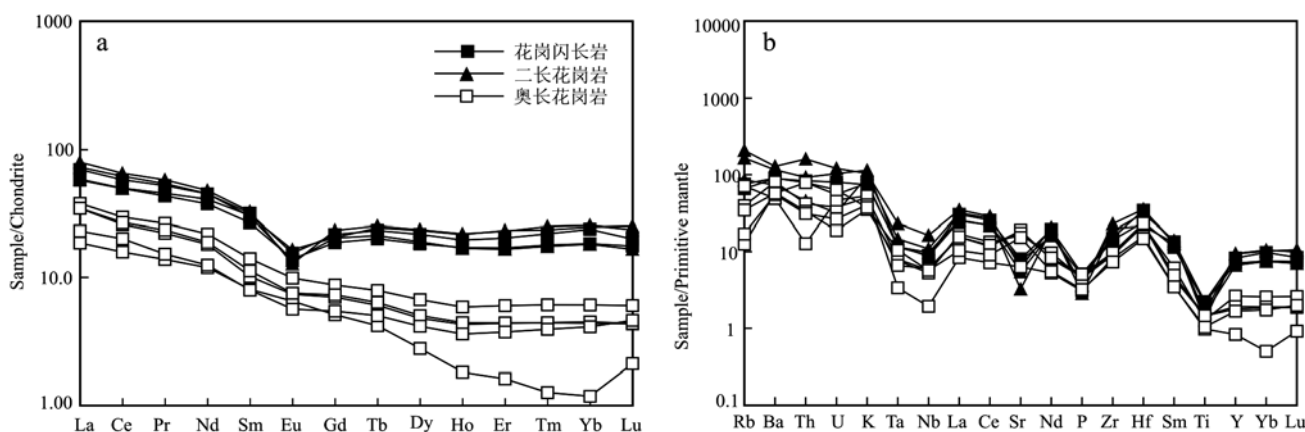 a
花岗闪长岩
二长花岗岩
奥长花岗岩
Sample/Chondrite
1000
100
10.0
1.00
La Ce Pr Nd Sm Eu Gd Tb Dy Ho Er Tm Yb Lu
b
Sample/Primitive mantle
10000
1000
100
10
1
0.1
Rb Ba Th U K Ta Nb La Ce Sr Nd P Zr Hf Sm Ti Y Yb Lu